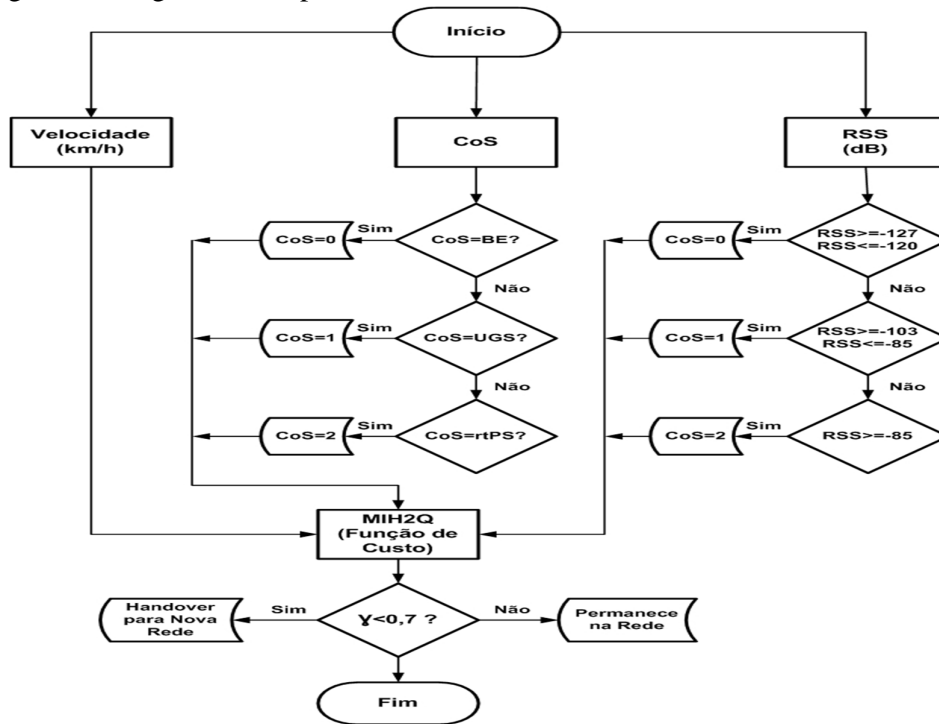 Início
Velocidade
(km/h)
CoS
RSS
(dB)
CoS=0
Sim
CoS=BE?
Não
CoS=1
Sim
CoS=UGS?
Não
CoS=2
Sim
CoS=rtPS?
CoS=0
Sim
RSS>=-127
RSS<=-120
Não
CoS=1
Sim
RSS>=-103
RSS<=-85
Não
CoS=2
Sim
RSS>=-85
MIH2Q
(Função de
Custo)
Handover
para Nova
Rede
Sim
Ɣ<0,7 ?
Não
Permanece
na Rede
Fim